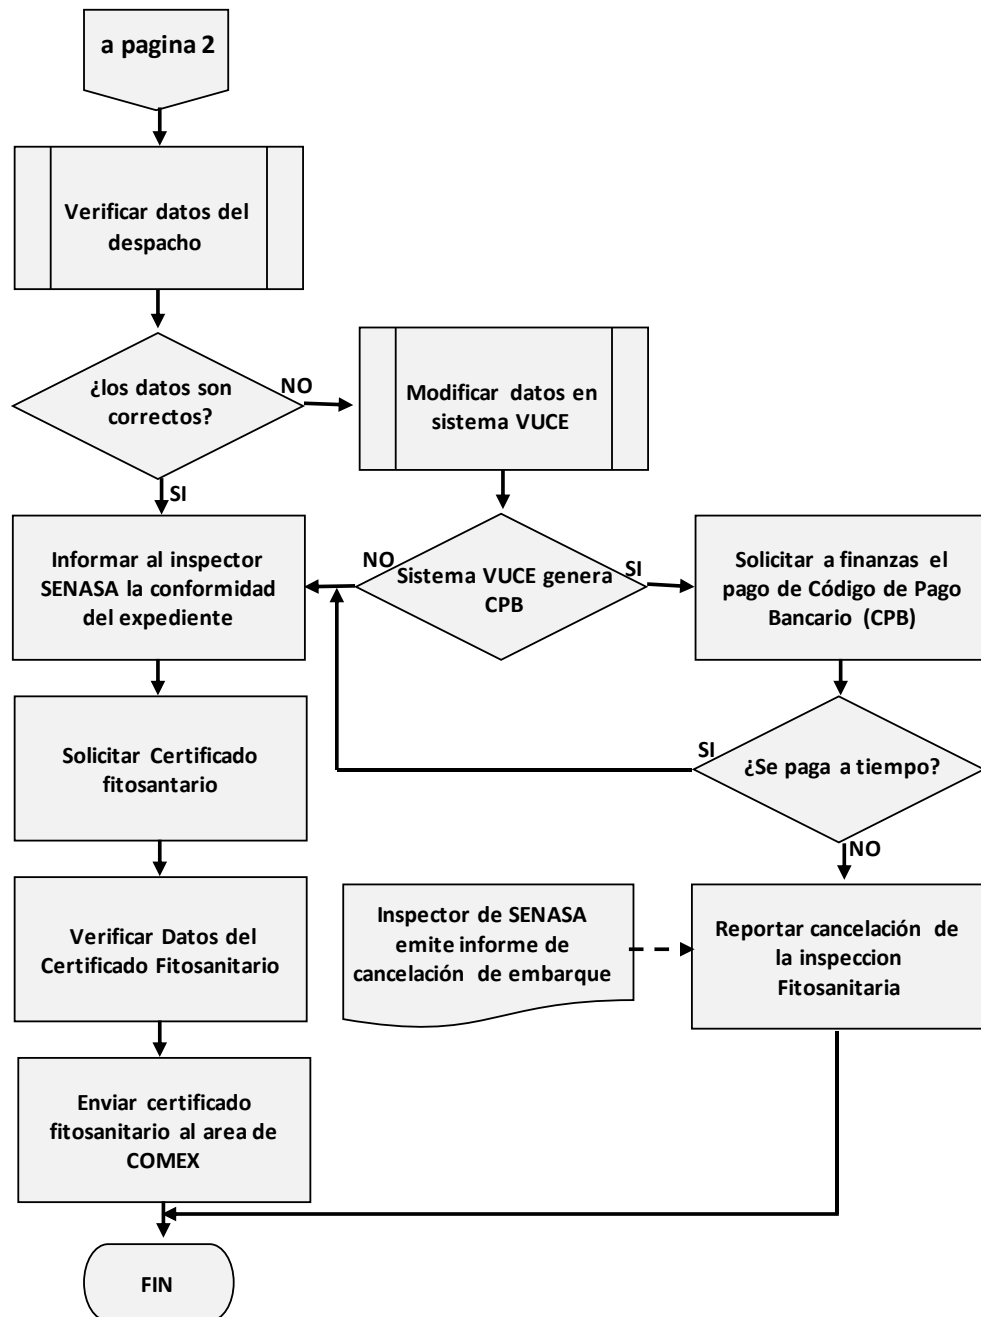 a pagina 2
Verificar datos del
despacho
¿los datos son
correctos?
NO
SI
Modificar datos en
sistema VUCE
Informar al inspector
SENASA la conformidad
del expediente
NO
Sistema VUCE genera
CPB
SI
Solicitar a finanzas el
pago de Código de Pago
Bancario (CPB)
Solicitar Certificado
fitosantario
SI
¿Se paga a tiempo?
NO
Verificar Datos del
Certificado Fitosanitario
Inspector de SENASA
emite informe de
cancelación de embarque
Reportar cancelación de
la inspeccion
Fitosanitaria
Enviar certificado
fitosanitario al area de
COMEX
FIN